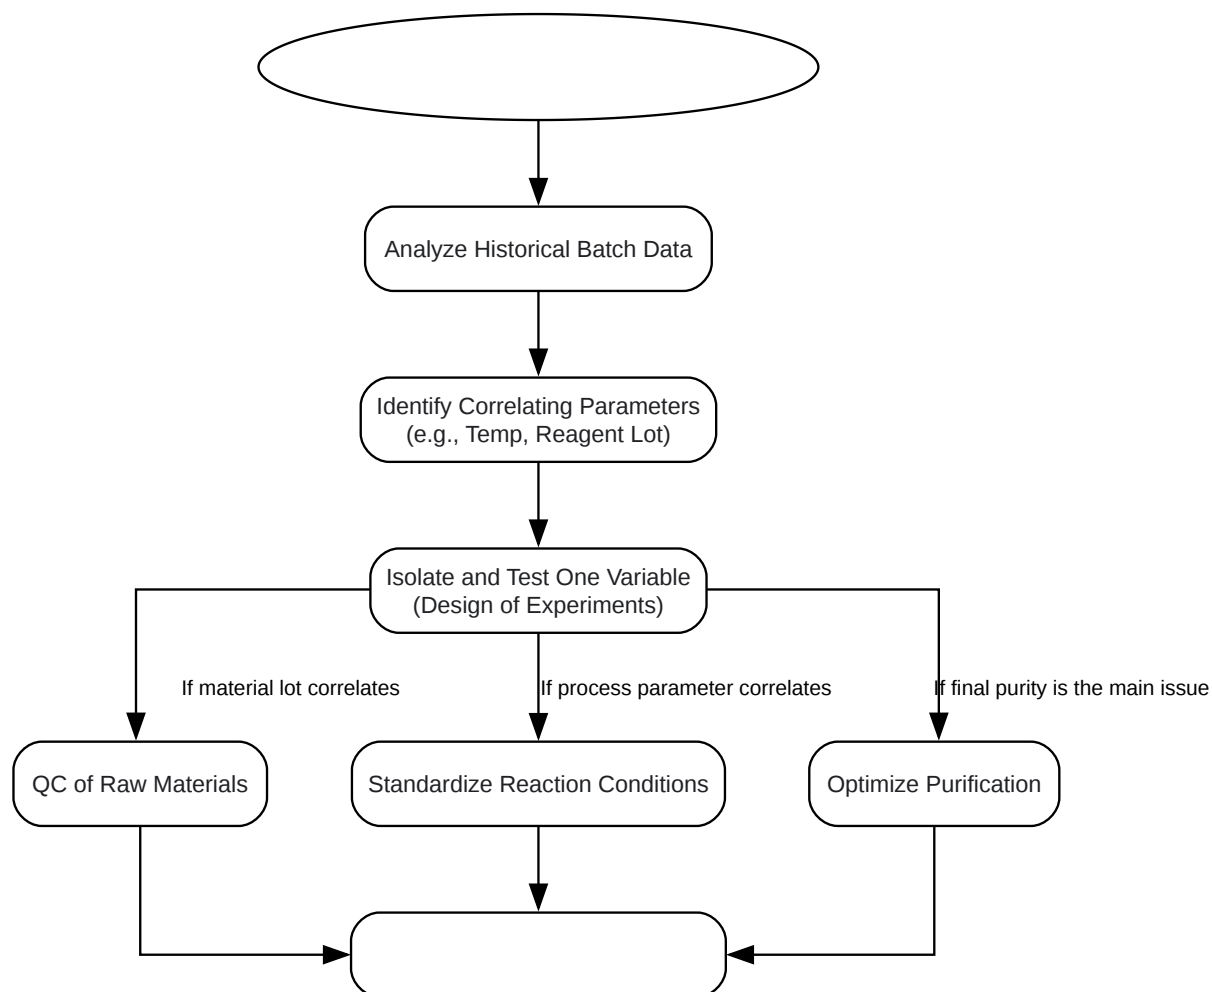 Analyze Historical Batch Data
Identify Correlating Parameters
(e.g., Temp, Reagent Lot)
Isolate and Test One Variable
(Design of Experiments)
If material lot correlates
If process parameter correlates
If final purity is the main issue
QC of Raw Materials
Standardize Reaction Conditions
Optimize Purification